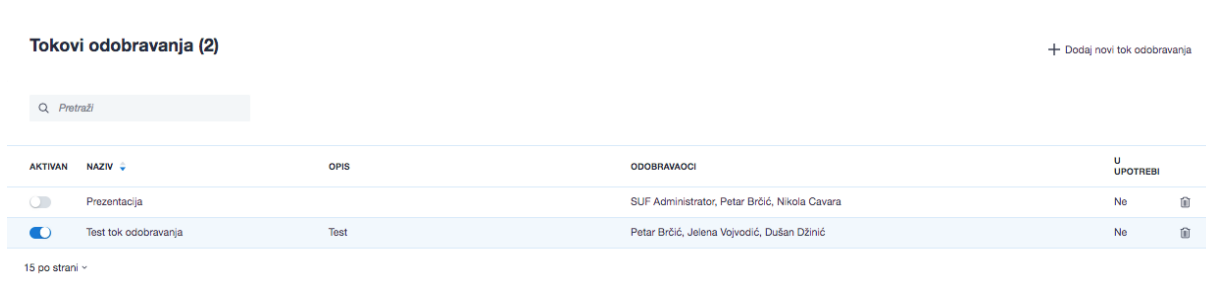 Tokovi odobravanja (2)
Dodaj novi tok odobravanja
Pretraži
AKTIVAN NAZIV OPIS ODOBRAVAOCI U UPOTREBI
Prezentacija SUF Administrator, Petar Brčić, Nikola Cavara Ne
Test tok odobravanja Test Petar Brčić, Jelena Vojvodić, Dušan Džinić Ne
15 po strani